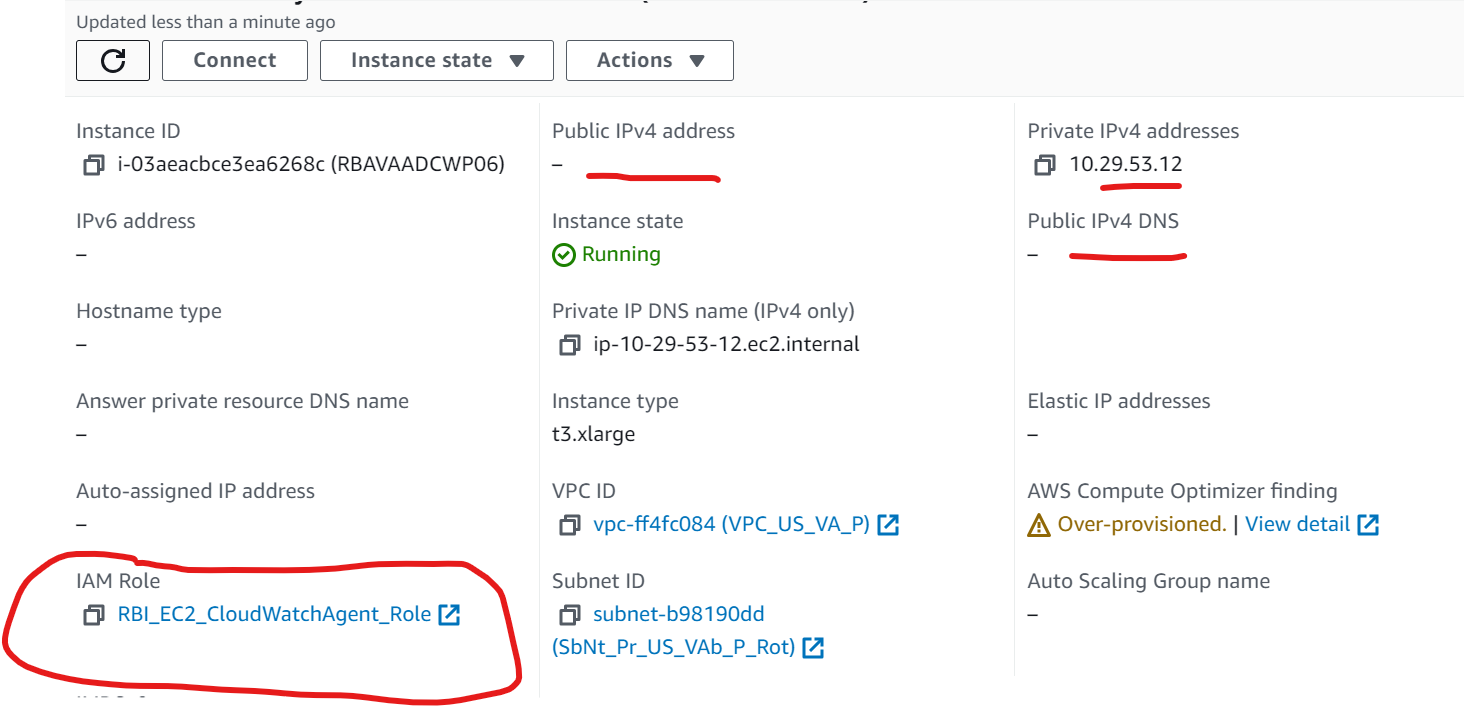 Updated less than a minute ago
Connect
Instance state
Actions
Instance ID
i-03aeacbce3ea6268c (RBAVAADCWP06)
IPv6 address
–
Hostname type
–
Answer private resource DNS name
–
Auto-assigned IP address
–
IAM Role
RBI_EC2_CloudWatchAgent_Role
Public IPv4 address
–
Instance state
Running
Private IP DNS name (IPv4 only)
ip-10-29-53-12.ec2.internal
Instance type
t3.xlarge
VPC ID
vpc-ff4fc084 (VPC_US_VA_P)
Subnet ID
subnet-b98190dd
(SbNt_Pr_US_VAb_P_Rot)
Private IPv4 addresses
10.29.53.12
Public IPv4 DNS
–
Elastic IP addresses
–
AWS Compute Optimizer finding
Over-provisioned. | View detail
Auto Scaling Group name
–